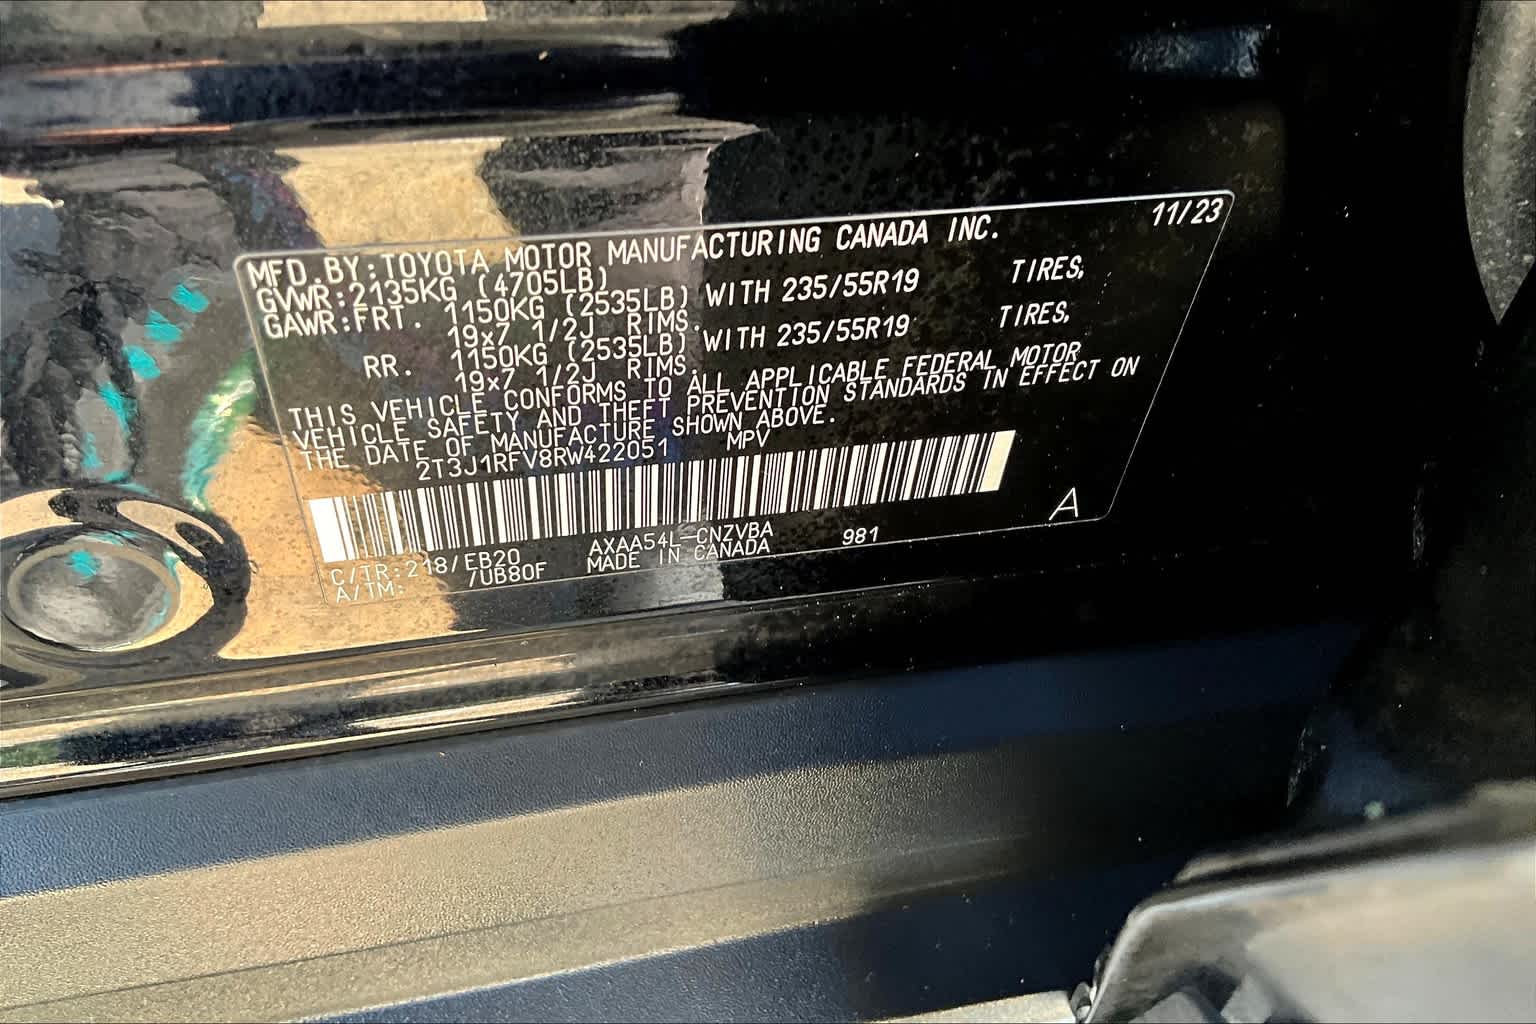 MFD.BY:TOYOTA MOTOR MANUFACTURING CANADA INC. 11/23
GVWR:2135KG (4705LB)
GAWR:FRT. 1150KG (2535LB) WITH 235/55R19 TIRES,
19x7 1/2J RIMS.
RR. 1150KG (2535LB) WITH 235/55R19 TIRES,
19x7 1/2J RIMS.
THIS VEHICLE CONFORMS TO ALL APPLICABLE FEDERAL MOTOR
VEHICLE SAFETY AND THEFT PREVENTION STANDARDS IN EFFECT ON
THE DATE OF MANUFACTURE SHOWN ABOVE.
2T3J1RFV8RW422051 MPV
C/TR:218/EB20 AXAA54L-CNZVBA 981 A
A/TM: /UB80F MADE IN CANADA